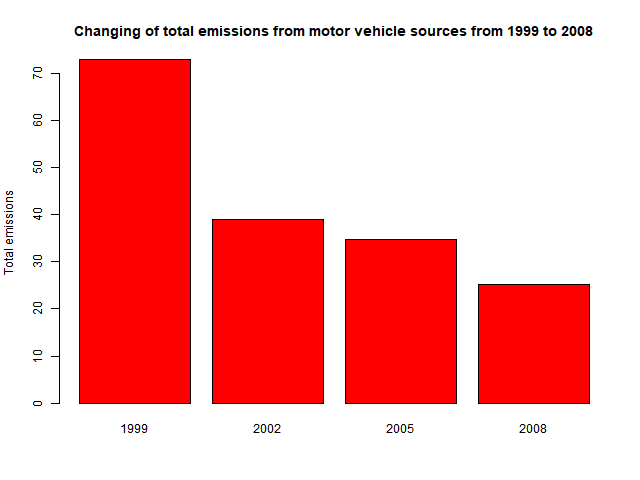 Changing of total emissions from motor vehicle sources from 1999 to 2008
Total emissions
70
60
50
40
30
20
10
0
1999 2002 2005 2008